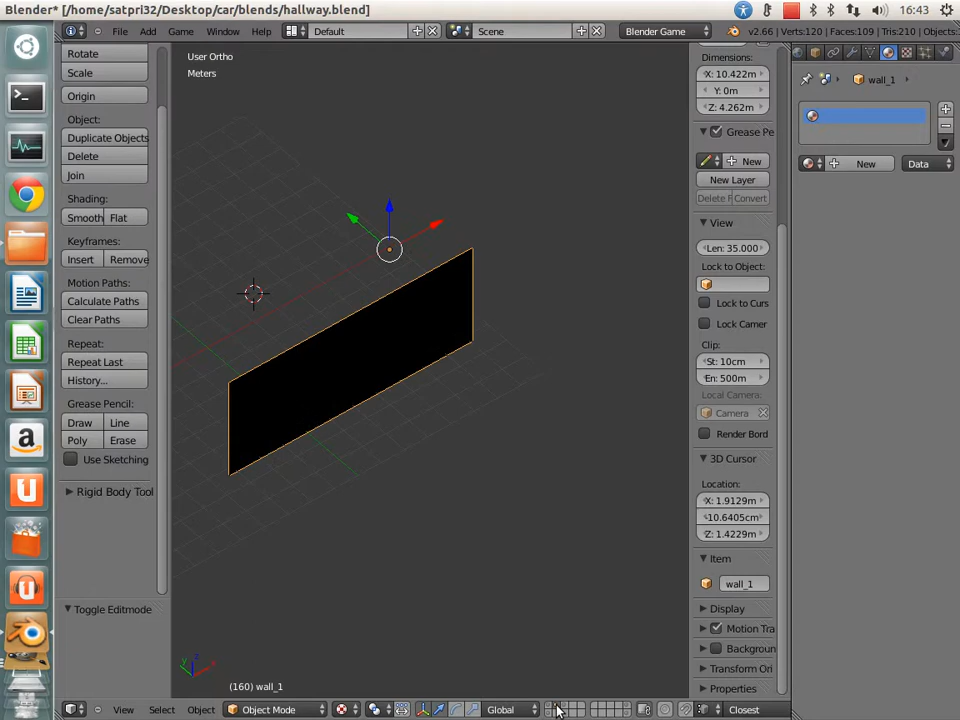 Blender* [/home/satpri32/Desktop/car/blends/hallway.blend]
16:43
File Add Game Window Help
Default
Scene
Blender Game
v2.66 | Verts:120 | Faces:109 | Tris:210 | Objects:
Rotate
Scale
Origin
Object:
Duplicate Objects
Delete
Join
Shading:
Smooth Flat
Keyframes:
Insert Remove
Motion Paths:
Calculate Paths
Clear Paths
Repeat:
Repeat Last
History...
Grease Pencil:
Draw Line
Poly Erase
Use Sketching
Rigid Body Tool
Toggle Editmode
User Ortho
Meters
(160) wall_1
Dimensions:
X: 10.422m
Y: 0m
Z: 4.262m
Grease Pe
New
New Layer
Delete F Convert
View
Len: 35.000
Lock to Object:
Lock to Curs
Lock Camer
Clip:
St: 10cm
En: 500m
Local Camera:
Camera
Render Bord
3D Cursor
Location:
X: 1.9129m
10.6405cm
Z: 1.4229m
Item
wall_1
Display
Motion Tra
Backgroun
Transform Ori
Properties
wall_1
New
Data
View Select Object
Object Mode
Global
Closest